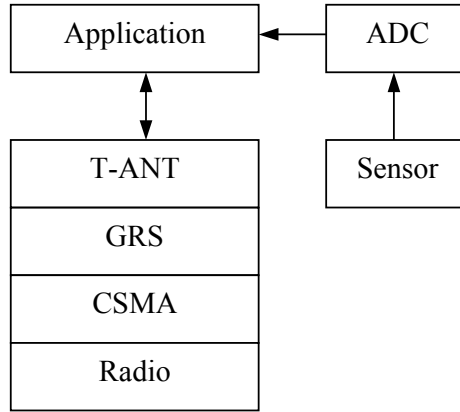 Application
ADC
T-ANT
Sensor
GRS
CSMA
Radio